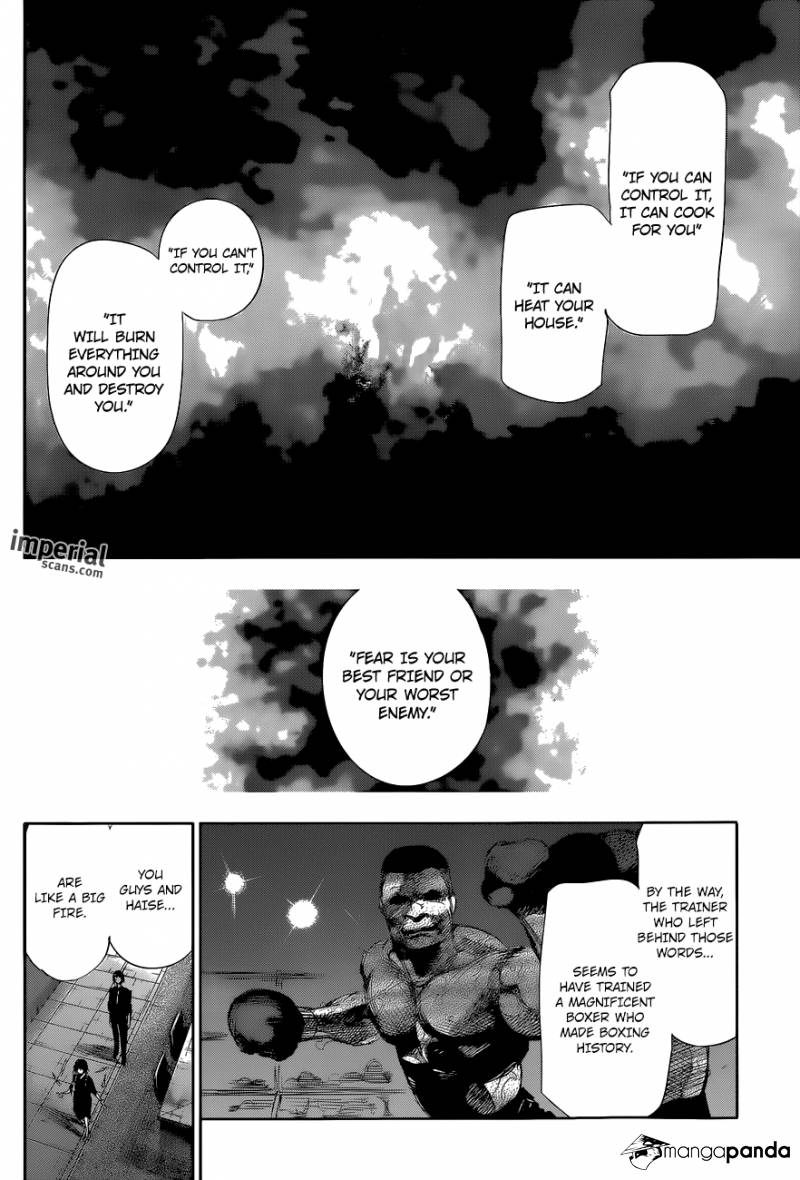 "IF YOU CAN
CONTROL IT,
IT CAN COOK
FOR YOU"
"IT CAN
HEAT YOUR
HOUSE."
"IF YOU CAN'T
CONTROL IT,"
"IT
WILL BURN
EVERYTHING
AROUND YOU
AND DESTROY
YOU."
imperial
scans.com
"FEAR IS YOUR
BEST FRIEND OR
YOUR WORST
ENEMY."
BY THE WAY,
THE TRAINER
WHO LEFT
BEHIND THOSE
WORDS...
SEEMS TO
HAVE TRAINED
A MAGNIFICENT
BOXER WHO
MADE BOXING
HISTORY.
YOU
GUYS AND
HAISE...
ARE
LIKE A BIG
FIRE.
mangapanda